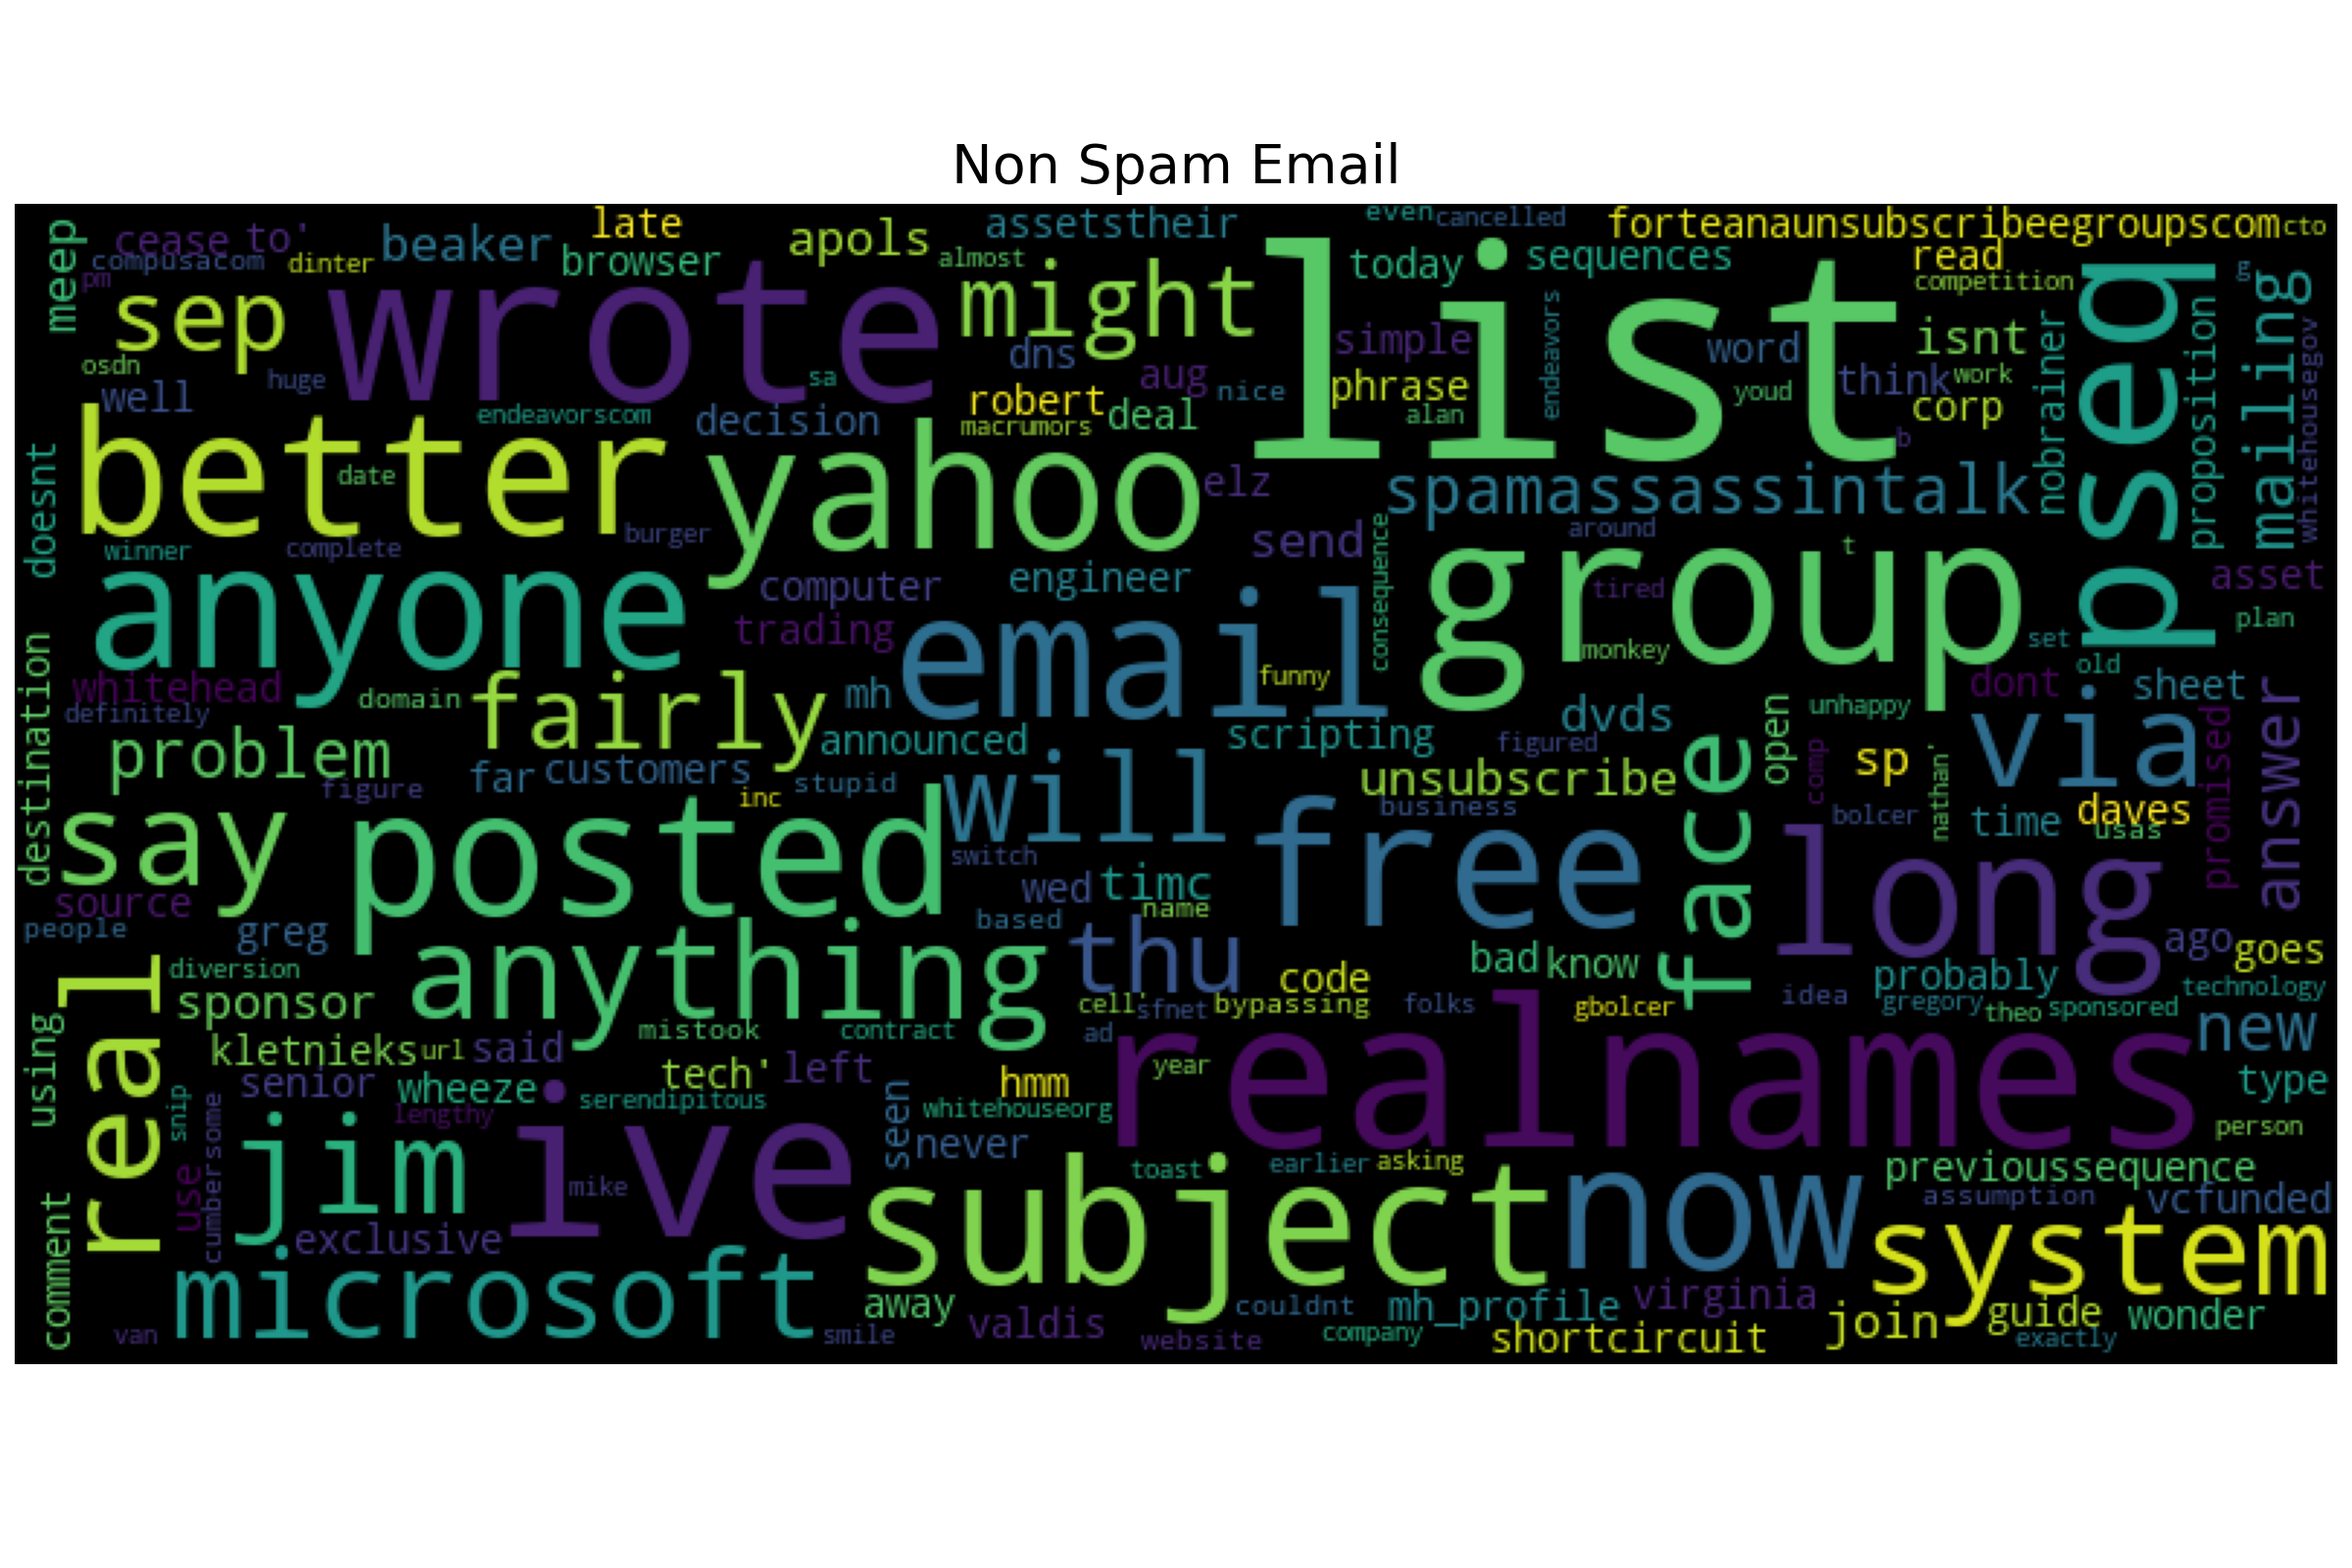 Non Spam Email
meep
cease to'
compusacom
pm
dinter
beaker
late
browser
apols
almost
assetstheir
even
cancelled
forteanaunsubscribeegroupscom
cto
sep
wrote
might
list
today
sequences
read
competition
pseq
mailing
g
osdn
huge
well
sa
dns
robert
aug
nice
simple
phrase
alan
endeavors
word
youd
think
work
isnt
corp
b
nobrainer
proposition
whitehousegov
endeavorscom
decision
macrumors
deal
better
date
yahoo
elz
spamassassintalk
doesnt
winner
complete
burger
send
consequence
around
t
group
tired
monkey
asset
plan
set
anyone
computer
engineer
trading
email
funny
old
sheet
dont
destination
whitehead
definitely
domain
fairly
mh
announced
scripting
dvds
figured
unhappy
open
via
promised
answer
problem
figure
far
customers
inc
stupid
will
unsubscribe
business
face
comp
sp
bolcer
nathan'
time
daves
usas
say
posted
switch
free
long
source
people
greg
wed
timc
name
based
ago
goes
technology
real
diversion
sponsor
anything
thu
code
bad
know
probably
idea
gregory
theo
sponsored
using
kletnieks
url
said
mistook
contract
cell'
sfnet
bypassing
folks
gbolcer
ad
new
type
snip
senior
wheeze
lengthy
tech'
left
serendipitous
hmm
year
realnames
whitehouseorg
person
use
cumbersome
jim
ive
mike
seen
never
toast
earlier
asking
subject
now
previoussequence
assumption
vcfunded
comment
exclusive
system
microsoft
van
smile
away
valdis
couldnt
website
company
mh_profile
virginia
shortcircuit
join
guide
exactly
wonder